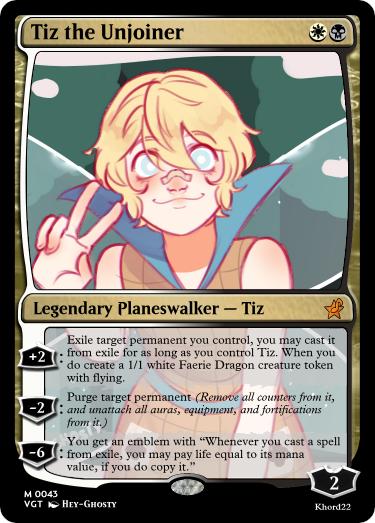 Tiz the Unjoiner
Legendary Planeswalker — Tiz
+2
: Exile target permanent you control, you may cast it
from exile for as long as you control Tiz. When you
do create a 1/1 white Faerie Dragon creature token
with flying.
-2
: Purge target permanent (Remove all counters from it,
and unattach all auras, equipment, and fortifications
from it.)
-6
: You get an emblem with “Whenever you cast a spell
from exile, you may pay life equal to its mana
value, if you do copy it.”
2
M 0043
VGT Hey-Ghosty
Khord22